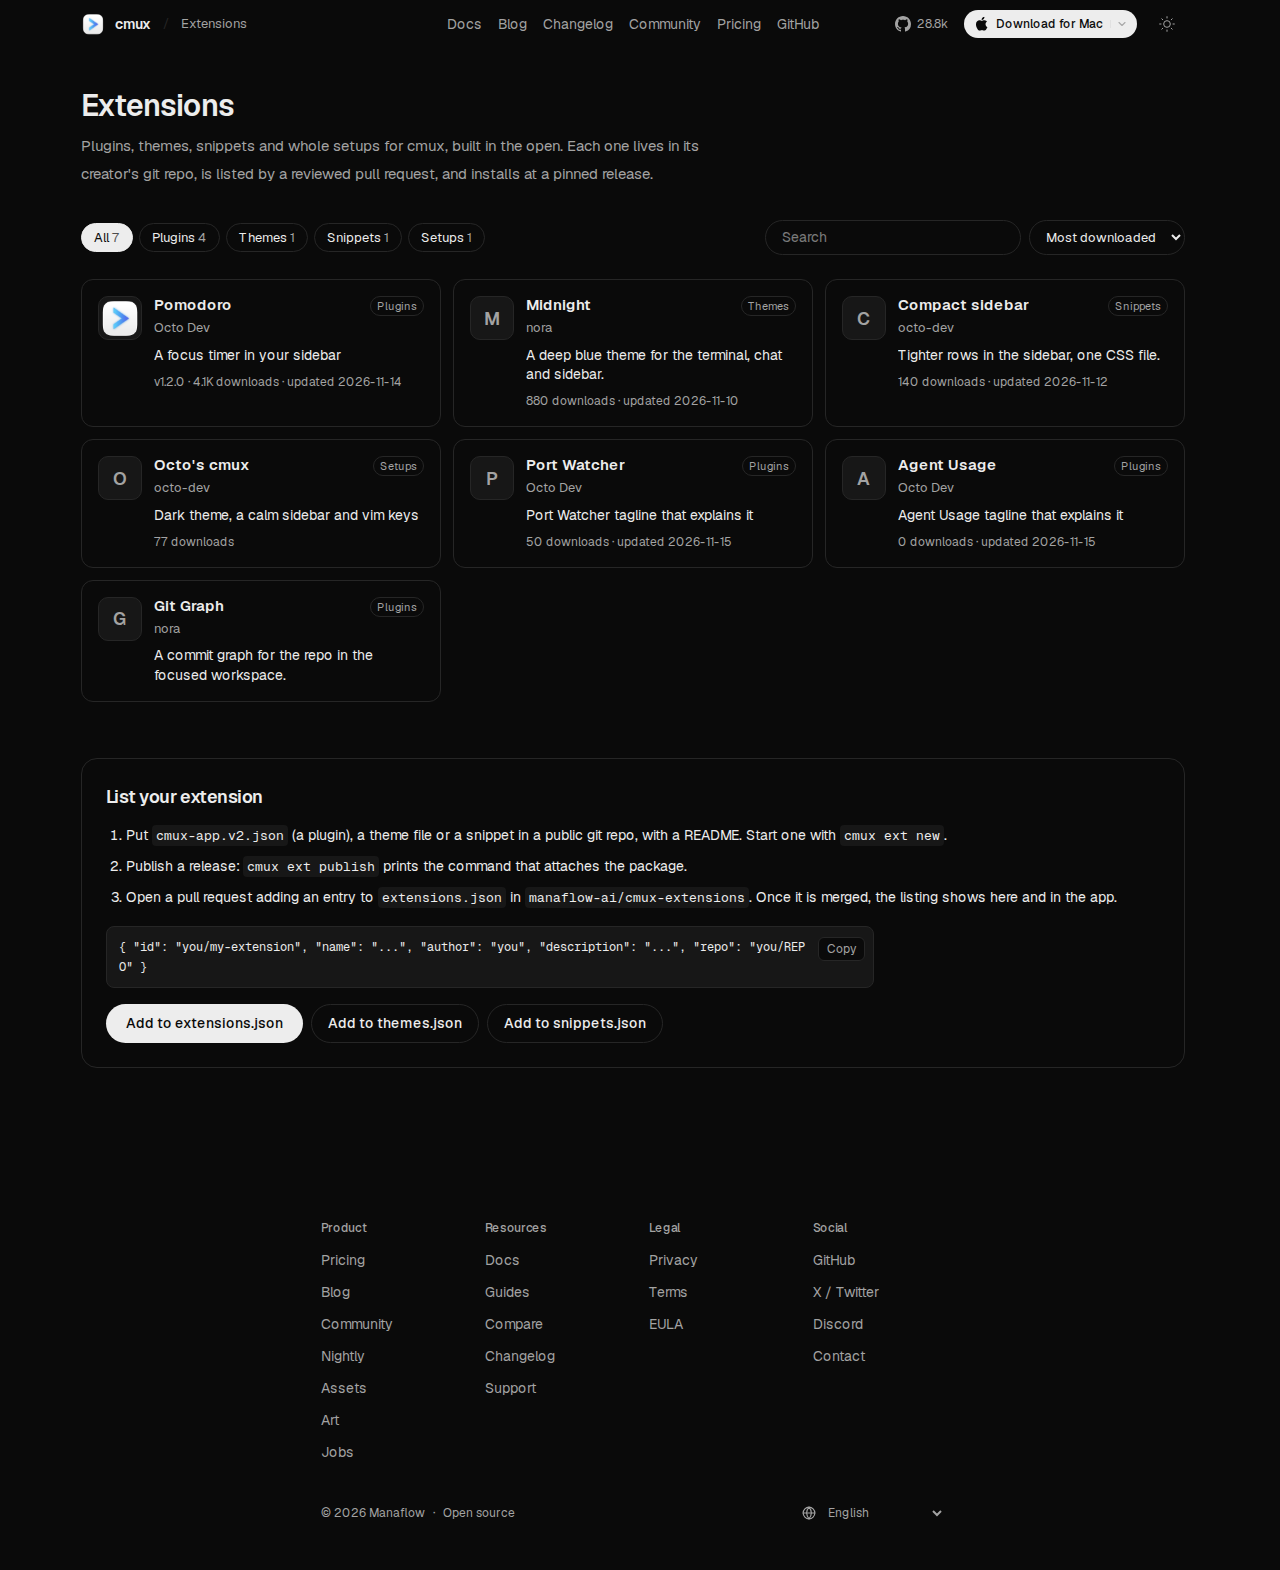 cmux / Extensions
Docs Blog Changelog Community Pricing GitHub
28.8k
Download for Mac
Extensions
Plugins, themes, snippets and whole setups for cmux, built in the open. Each one lives in its
creator's git repo, is listed by a reviewed pull request, and installs at a pinned release.
All 7 Plugins 4 Themes 1 Snippets 1 Setups 1
Search
Most downloaded
Pomodoro Plugins
Octo Dev
A focus timer in your sidebar
v1.2.0 · 4.1K downloads · updated 2026-11-14
M
Midnight Themes
nora
A deep blue theme for the terminal, chat
and sidebar.
880 downloads · updated 2026-11-10
C
Compact sidebar Snippets
octo-dev
Tighter rows in the sidebar, one CSS file.
140 downloads · updated 2026-11-12
O
Octo's cmux Setups
octo-dev
Dark theme, a calm sidebar and vim keys
77 downloads
P
Port Watcher Plugins
Octo Dev
Port Watcher tagline that explains it
50 downloads · updated 2026-11-15
A
Agent Usage Plugins
Octo Dev
Agent Usage tagline that explains it
0 downloads · updated 2026-11-15
G
Git Graph Plugins
nora
A commit graph for the repo in the
focused workspace.
List your extension
1. Put cmux-app.v2.json (a plugin), a theme file or a snippet in a public git repo, with a README. Start one with cmux ext new.
2. Publish a release: cmux ext publish prints the command that attaches the package.
3. Open a pull request adding an entry to extensions.json in manaflow-ai/cmux-extensions. Once it is merged, the listing shows here and in the app.
{ "id": "you/my-extension", "name": "...", "author": "you", "description": "...", "repo": "you/REP
O" }
Copy
Add to extensions.json Add to themes.json Add to snippets.json
Product
Pricing
Blog
Community
Nightly
Assets
Art
Jobs
Resources
Docs
Guides
Compare
Changelog
Support
Legal
Privacy
Terms
EULA
Social
GitHub
X / Twitter
Discord
Contact
© 2026 Manaflow · Open source
English